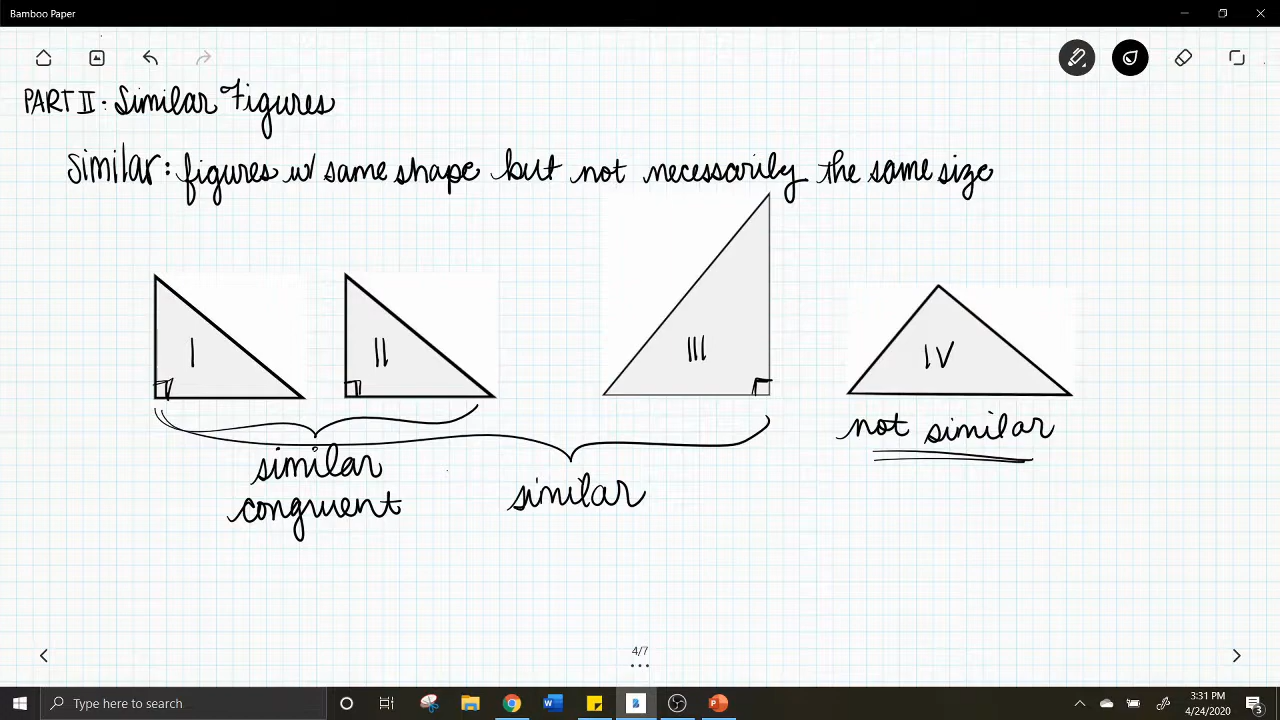 Bamboo Paper
PART II: Similar Figures
similar: figures w/ same shape but not necessarily the same size
I
II
III
IV
not similar
similar
congruent
similar
4/7
Type here to search
3:31 PM
4/24/2020
3